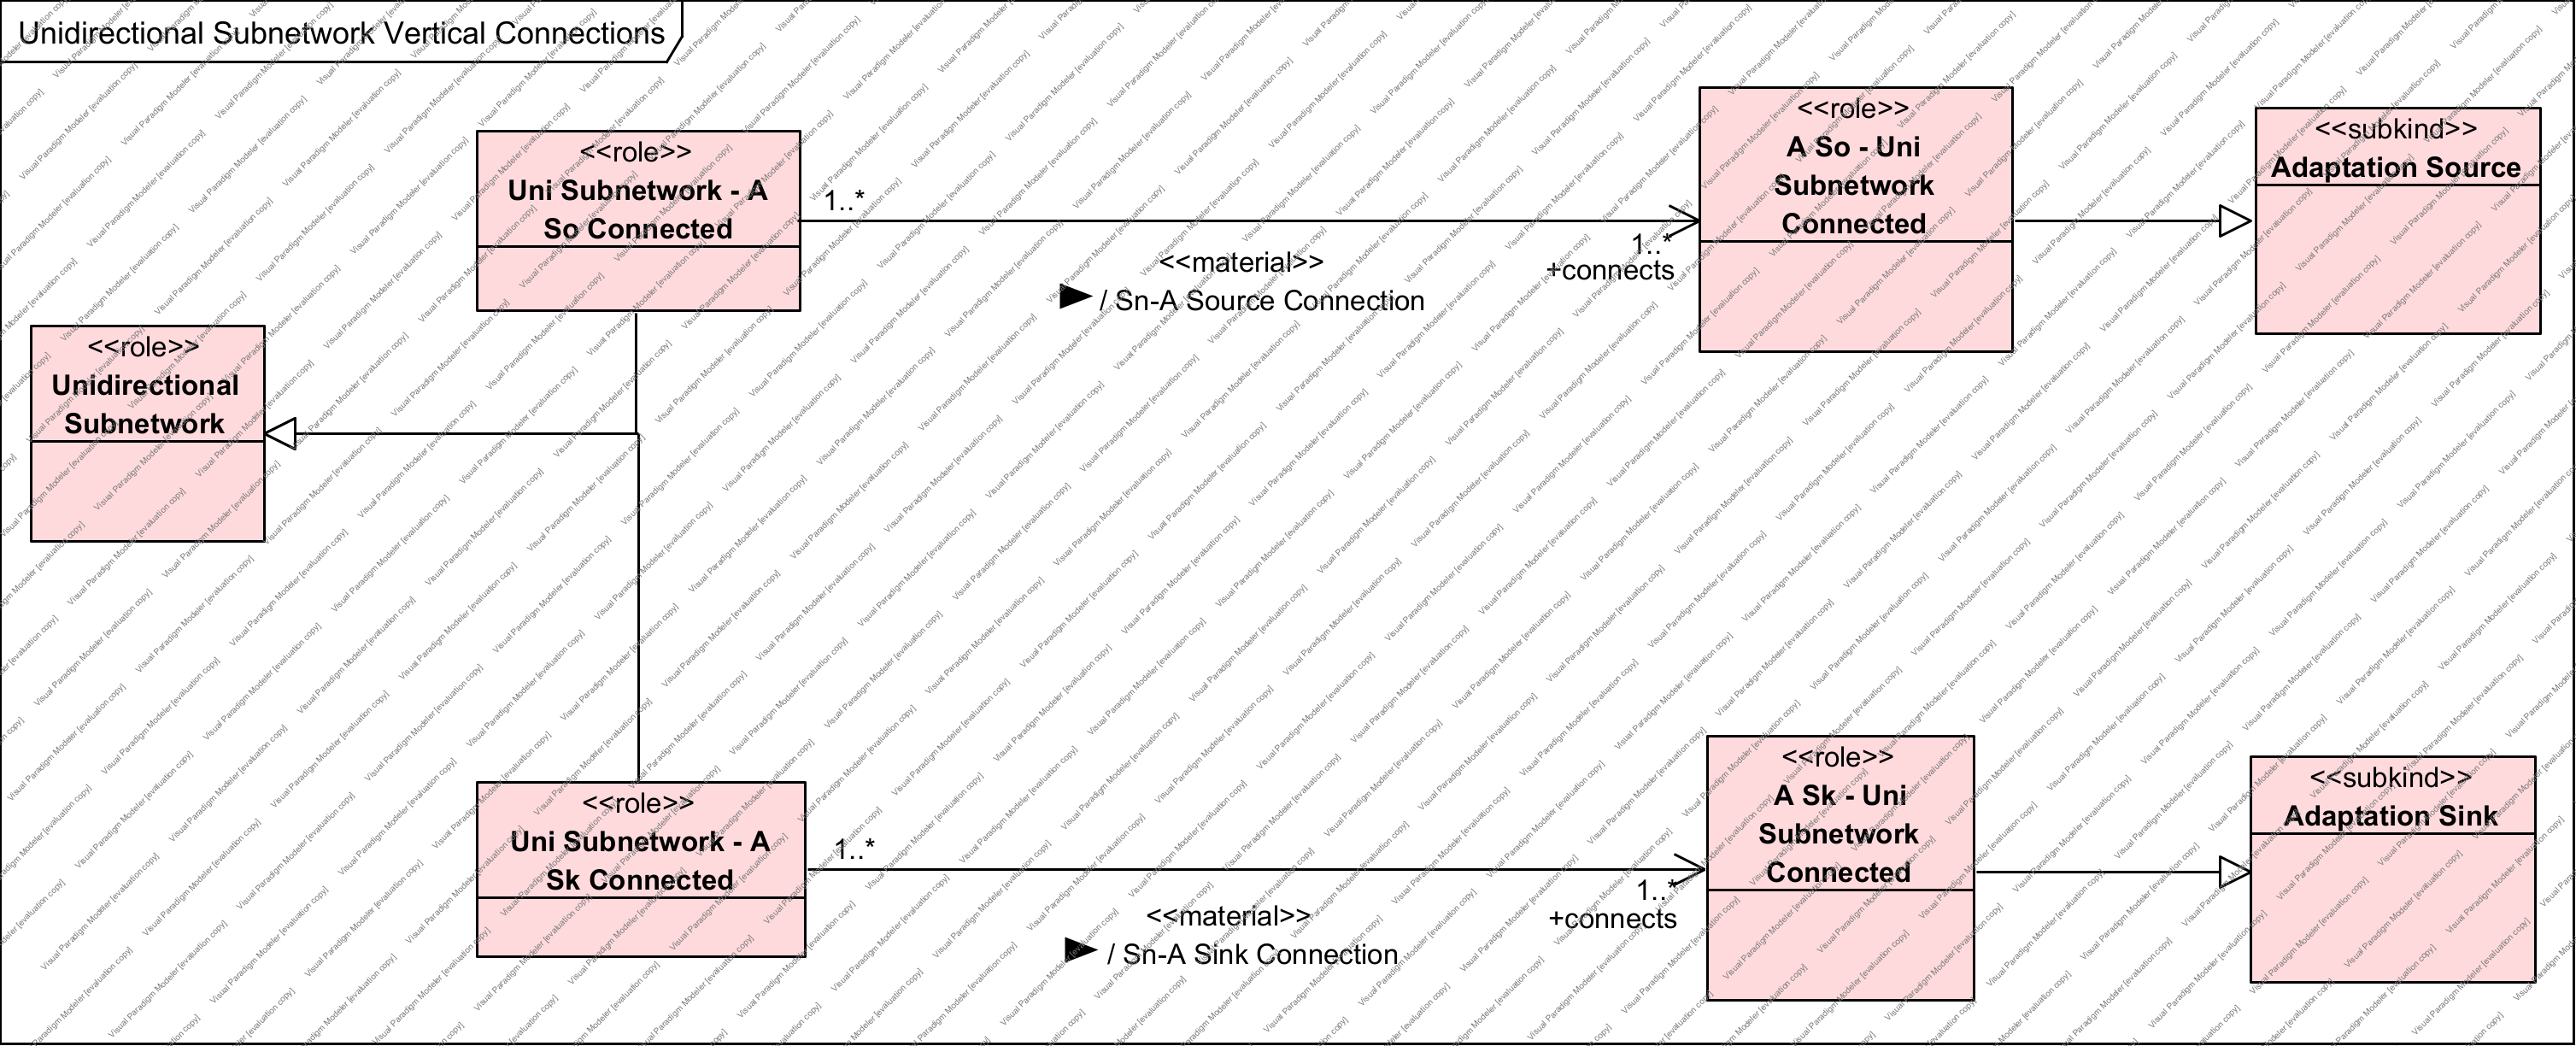 Unidirectional Subnetwork Vertical Connections
<<role>>
Uni Subnetwork - A
So Connected
1..*
<<material>>
/ Sn-A Source Connection
1..*
+connects
<<role>>
A So - Uni
Subnetwork
Connected
<<subkind>>
Adaptation Source
<<role>>
Unidirectional
Subnetwork
<<role>>
Uni Subnetwork - A
Sk Connected
1..*
<<material>>
/ Sn-A Sink Connection
1..*
+connects
<<role>>
A Sk - Uni
Subnetwork
Connected
<<subkind>>
Adaptation Sink
Visual Paradigm Modeler [evaluation copy]